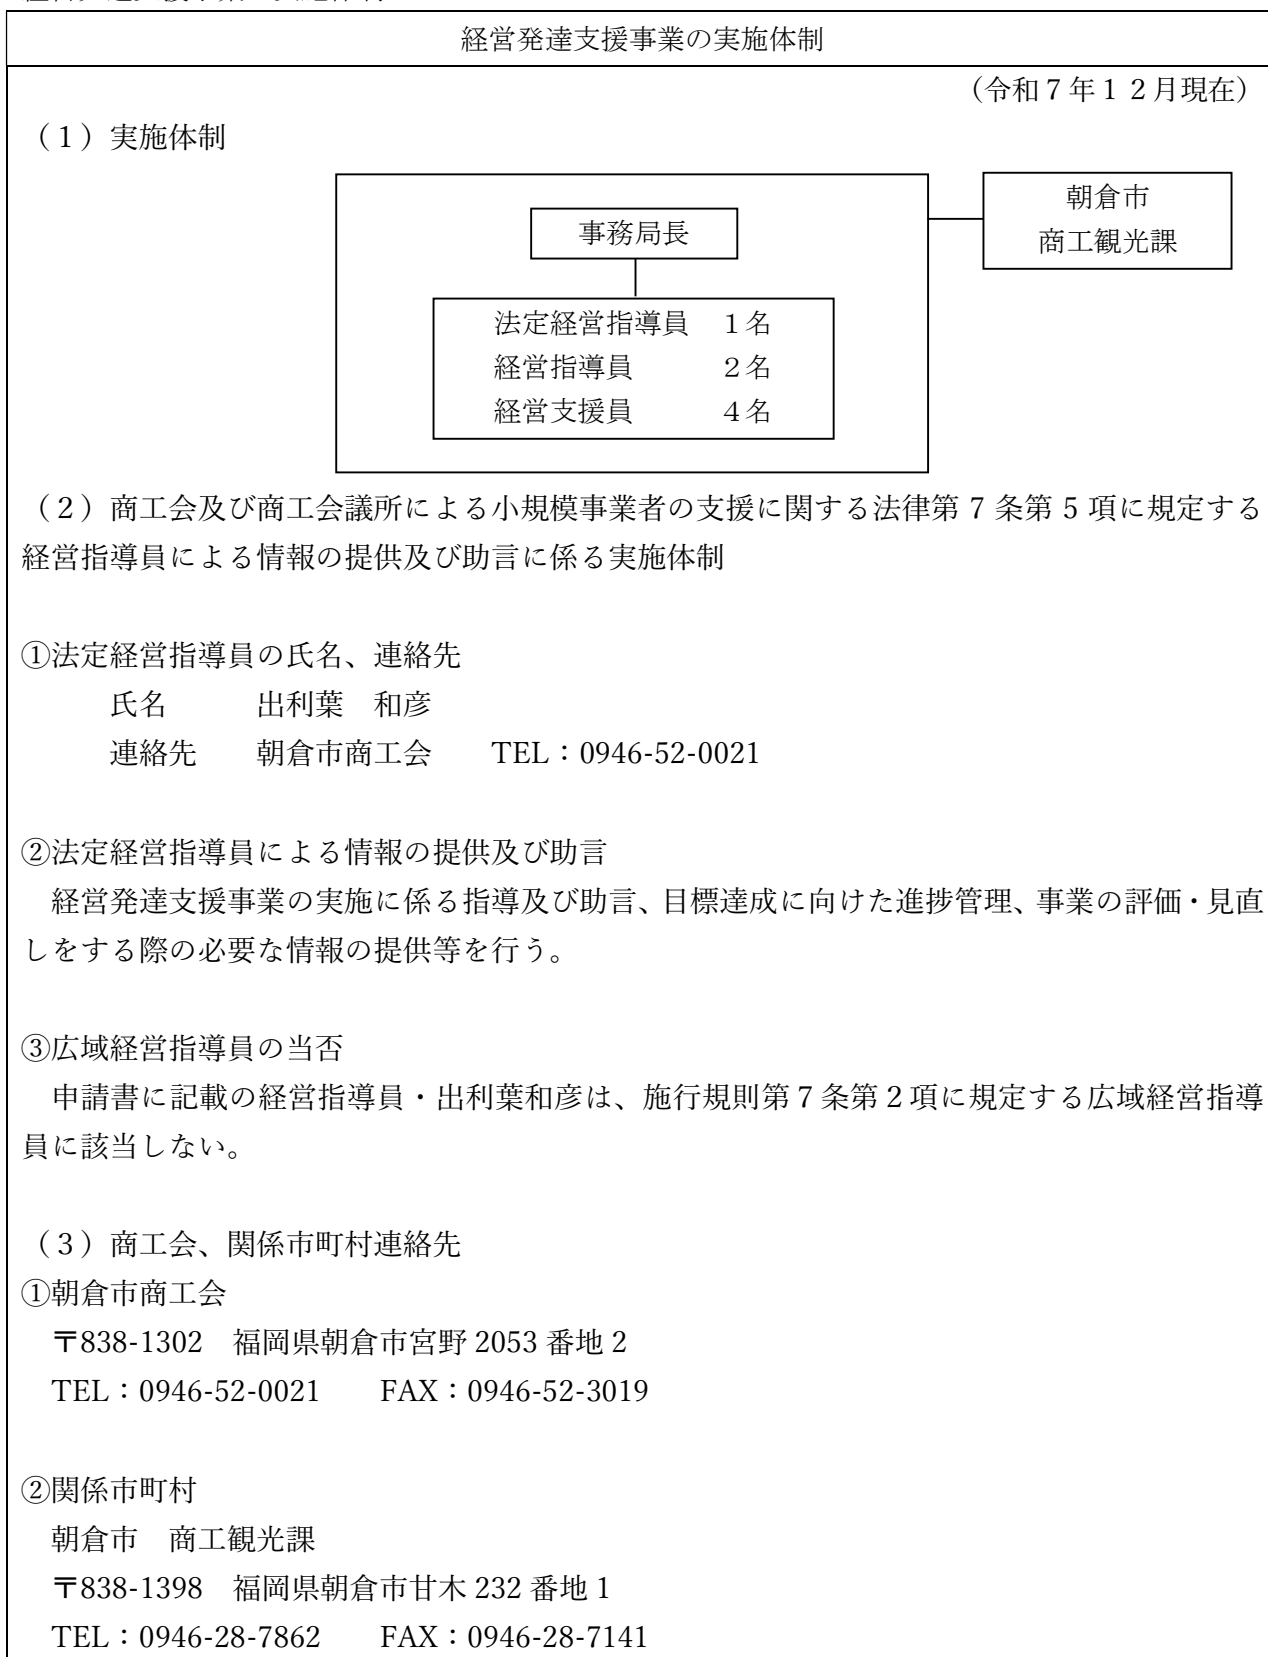 経営発達支援事業の実施体制
（令和７年１２月現在）
（１）実施体制
事務局長
朝倉市
商工観光課
法定経営指導員　１名
経営指導員　　　２名
経営支援員　　　４名
（２）商工会及び商工会議所による小規模事業者の支援に関する法律第 7 条第 5 項に規定する
経営指導員による情報の提供及び助言に係る実施体制
①法定経営指導員の氏名、連絡先
氏名　　　出利葉　和彦
連絡先　　朝倉市商工会　　TEL：0946-52-0021
②法定経営指導員による情報の提供及び助言
経営発達支援事業の実施に係る指導及び助言、目標達成に向けた進捗管理、事業の評価・見直
しをする際の必要な情報の提供等を行う。
③広域経営指導員の当否
申請書に記載の経営指導員・出利葉和彦は、施行規則第７条第２項に規定する広域経営指導
員に該当しない。
（３）商工会、関係市町村連絡先
①朝倉市商工会
〒838-1302　福岡県朝倉市宮野 2053 番地 2
TEL：0946-52-0021　　FAX：0946-52-3019
②関係市町村
朝倉市　商工観光課
〒838-1398　福岡県朝倉市甘木 232 番地 1
TEL：0946-28-7862　　FAX：0946-28-7141